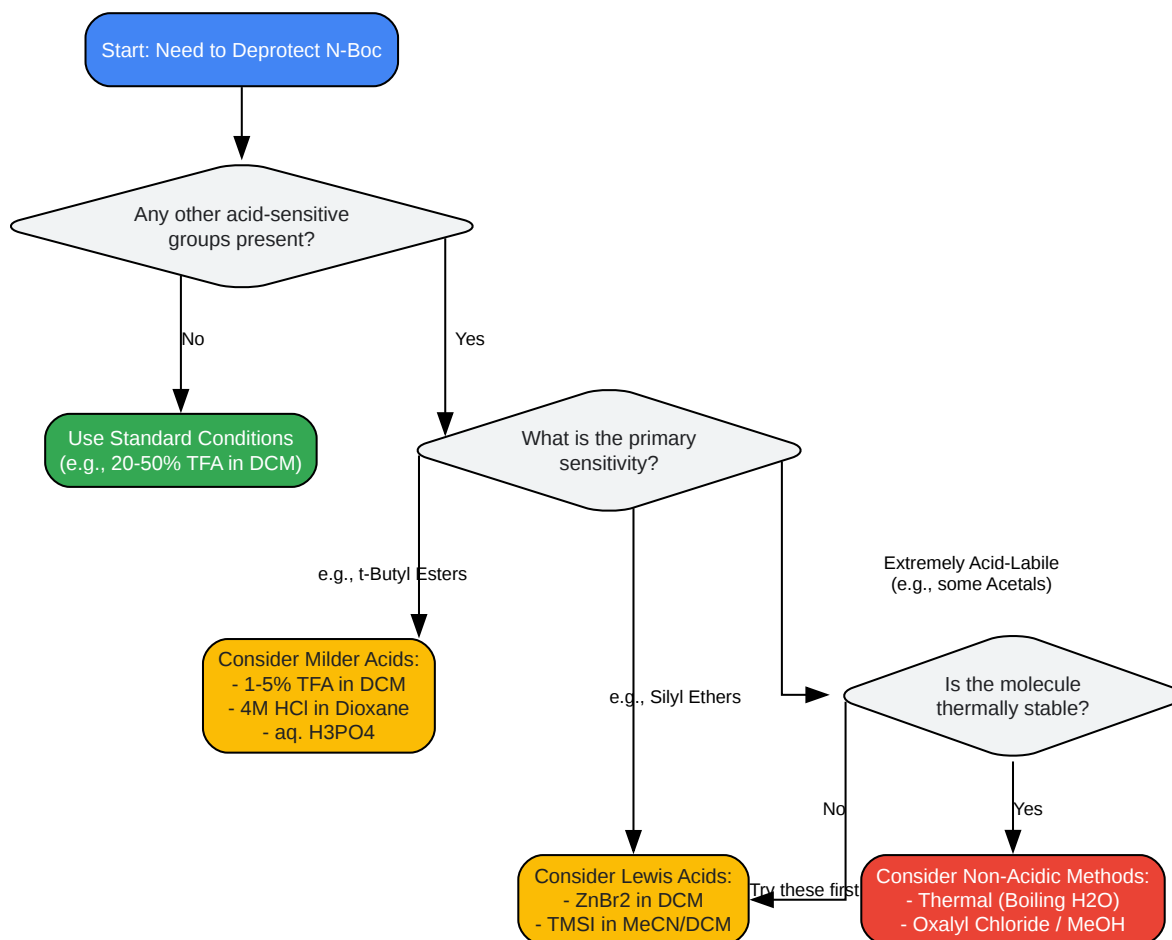 Start: Need to Deprotect N-Boc
Any other acid-sensitive
groups present?
No
Yes
Use Standard Conditions
(e.g., 20-50% TFA in DCM)
What is the primary
sensitivity?
e.g., t-Butyl Esters
Extremely Acid-Labile
(e.g., some Acetals)
Consider Milder Acids:
- 1-5% TFA in DCM
- 4M HCl in Dioxane
- aq. H3PO4
e.g., Silyl Ethers
Is the molecule
thermally stable?
No
Yes
Consider Lewis Acids:
- ZnBr2 in DCM
- TMSI in MeCN/DCM
Try these first
Consider Non-Acidic Methods:
- Thermal (Boiling H2O)
- Oxalyl Chloride / MeOH